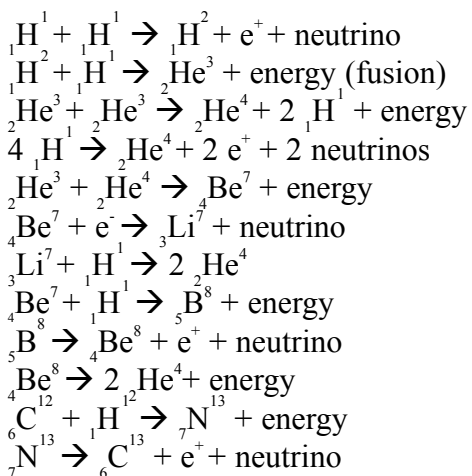 ₁H¹ + ₁H¹ → ₁H² + e⁺ + neutrino
₁H² + ₁H¹ → ₂He³ + energy (fusion)
₂He³ + ₂He³ → ₂He⁴ + 2 ₁H¹ + energy
4 ₁H¹ → ₂He⁴ + 2 e⁺ + 2 neutrinos
₂He³ + ₂He⁴ → ₄Be⁷ + energy
₄Be⁷ + e⁻ → ₃Li⁷ + neutrino
₃Li⁷ + ₁H¹ → 2 ₂He⁴
₄Be⁷ + ₁H¹ → ₅B⁸ + energy
₅B⁸ → ₄Be⁸ + e⁺ + neutrino
₄Be⁸ → 2 ₂He⁴ + energy
₆C¹² + ₁H¹ → ₇N¹³ + energy
₇N¹³ → ₆C¹³ + e⁺ + neutrino